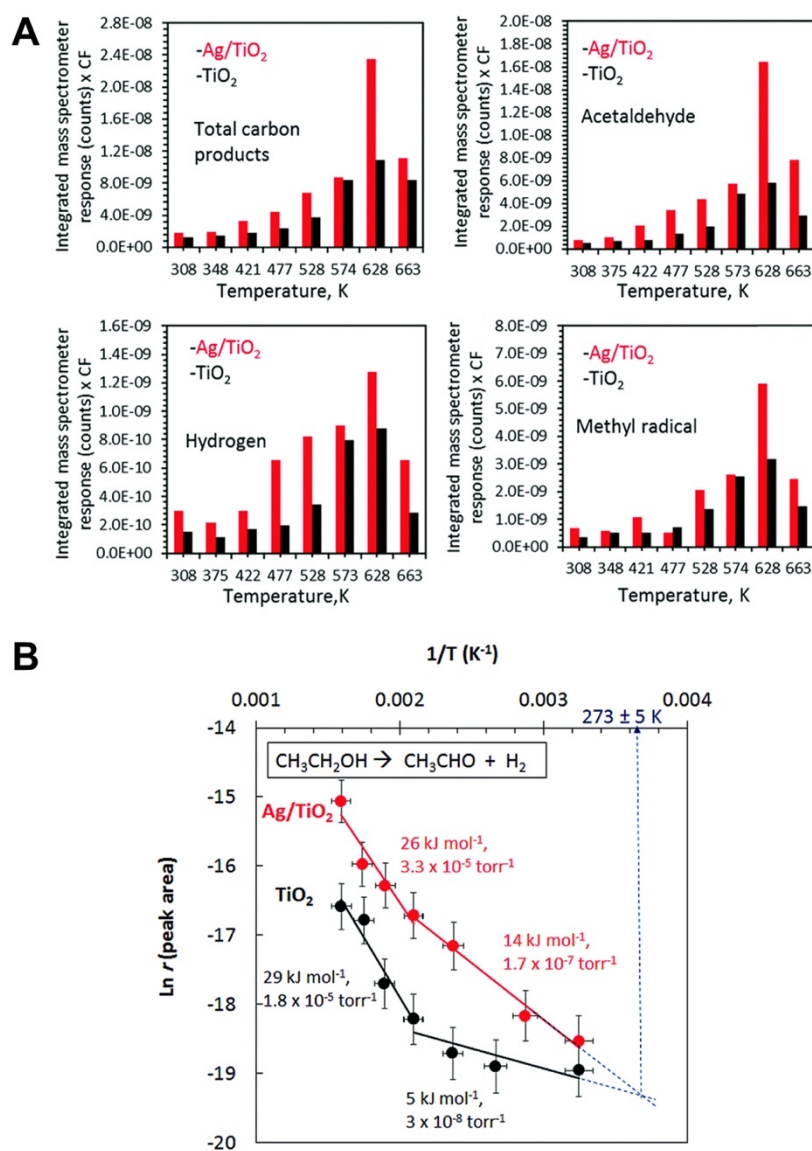 A
Integrated mass spectrometer
response (counts) x CF
2.8E-08
2.4E-08
2.0E-08
1.6E-08
1.2E-08
8.0E-09
4.0E-09
0.0E+00
-Ag/TiO₂
-TiO₂
Total carbon
products
308 348 421 477 528 574 628 663
Temperature, K
Integrated mass spectrometer
response (counts) x CF
2.0E-08
1.8E-08
1.6E-08
1.4E-08
1.2E-08
1.0E-08
8.0E-09
6.0E-09
4.0E-09
2.0E-09
0.0E+00
-Ag/TiO₂
-TiO₂
Acetaldehyde
308 375 422 477 528 573 628 663
Temperature, K
Integrated mass spectrometer
response (counts) x CF
1.6E-09
1.4E-09
1.2E-09
1.0E-09
8.0E-10
6.0E-10
4.0E-10
2.0E-10
0.0E+00
-Ag/TiO₂
-TiO₂
Hydrogen
308 375 422 477 528 573 628 663
Temperature,K
Integrated mass spectrometer
response (counts) x CF
8.0E-09
7.0E-09
6.0E-09
5.0E-09
4.0E-09
3.0E-09
2.0E-09
1.0E-09
0.0E+00
-Ag/TiO₂
-TiO₂
Methyl radical
308 348 421 477 528 574 628 663
Temperature, K
B
1/T (K⁻¹)
0.001 0.002 0.003 0.004
273 ± 5 K
-14
-15
-16
-17
-18
-19
-20
Ln r (peak area)
CH₃CH₂OH → CH₃CHO + H₂
Ag/TiO₂
26 kJ mol⁻¹,
3.3 x 10⁻⁵ torr⁻¹
TiO₂
14 kJ mol⁻¹,
1.7 x 10⁻⁷ torr⁻¹
29 kJ mol⁻¹,
1.8 x 10⁻⁵ torr⁻¹
5 kJ mol⁻¹,
3 x 10⁻⁸ torr⁻¹